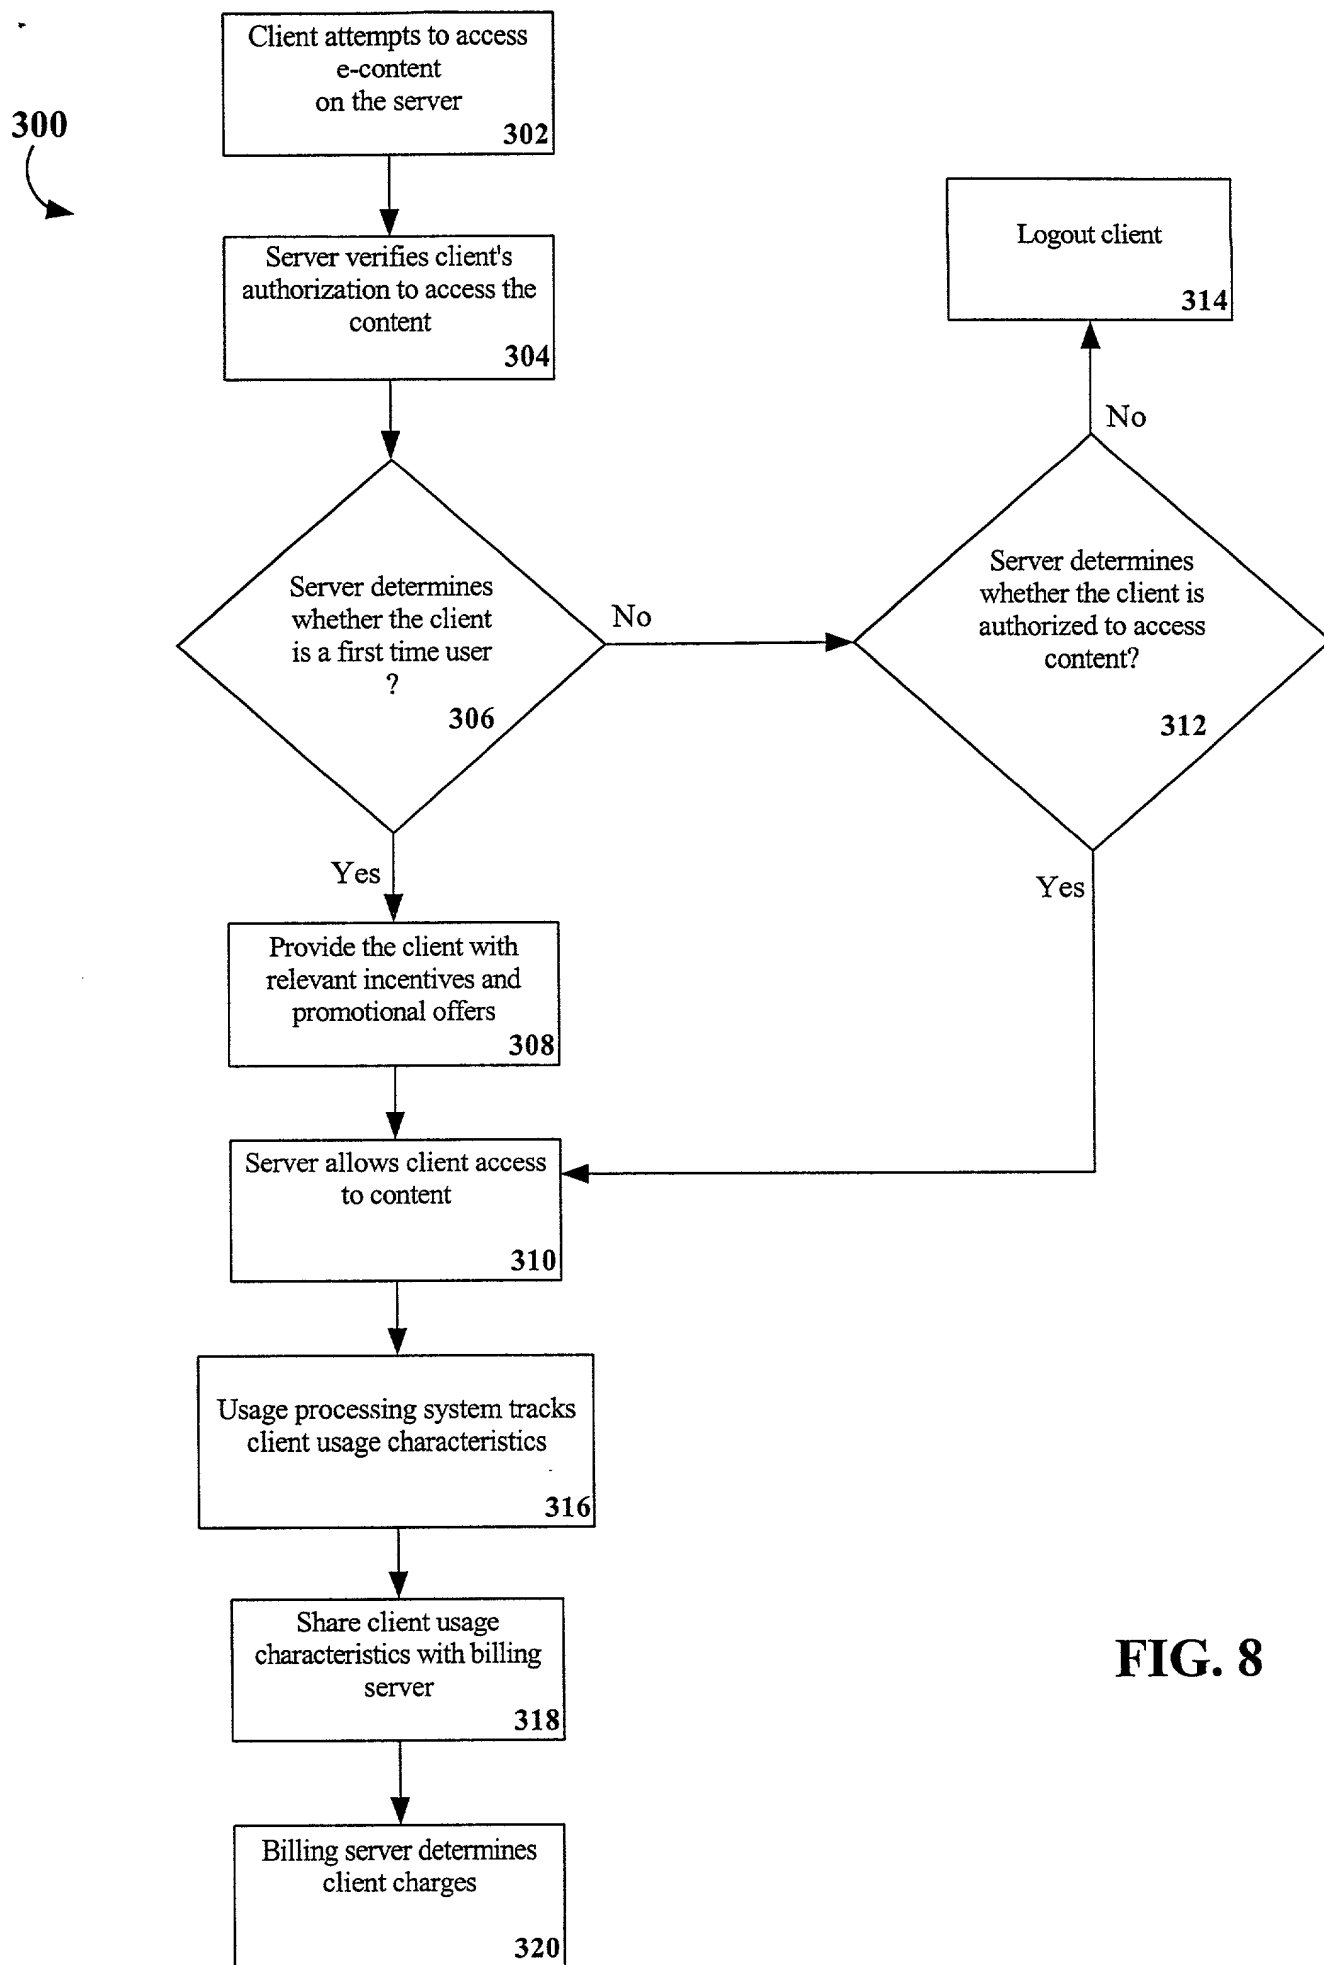 Client attempts to access
e-content
on the server
302
300
Server verifies client's
authorization to access the
content
304
Logout client
314
No
Server determines
whether the client
is a first time user
?
306
No
Server determines
whether the client is
authorized to access
content?
312
Yes
Yes
Provide the client with
relevant incentives and
promotional offers
308
Server allows client access
to content
310
Usage processing system tracks
client usage characteristics
316
Share client usage
characteristics with billing
server
318
FIG. 8
Billing server determines
client charges
320